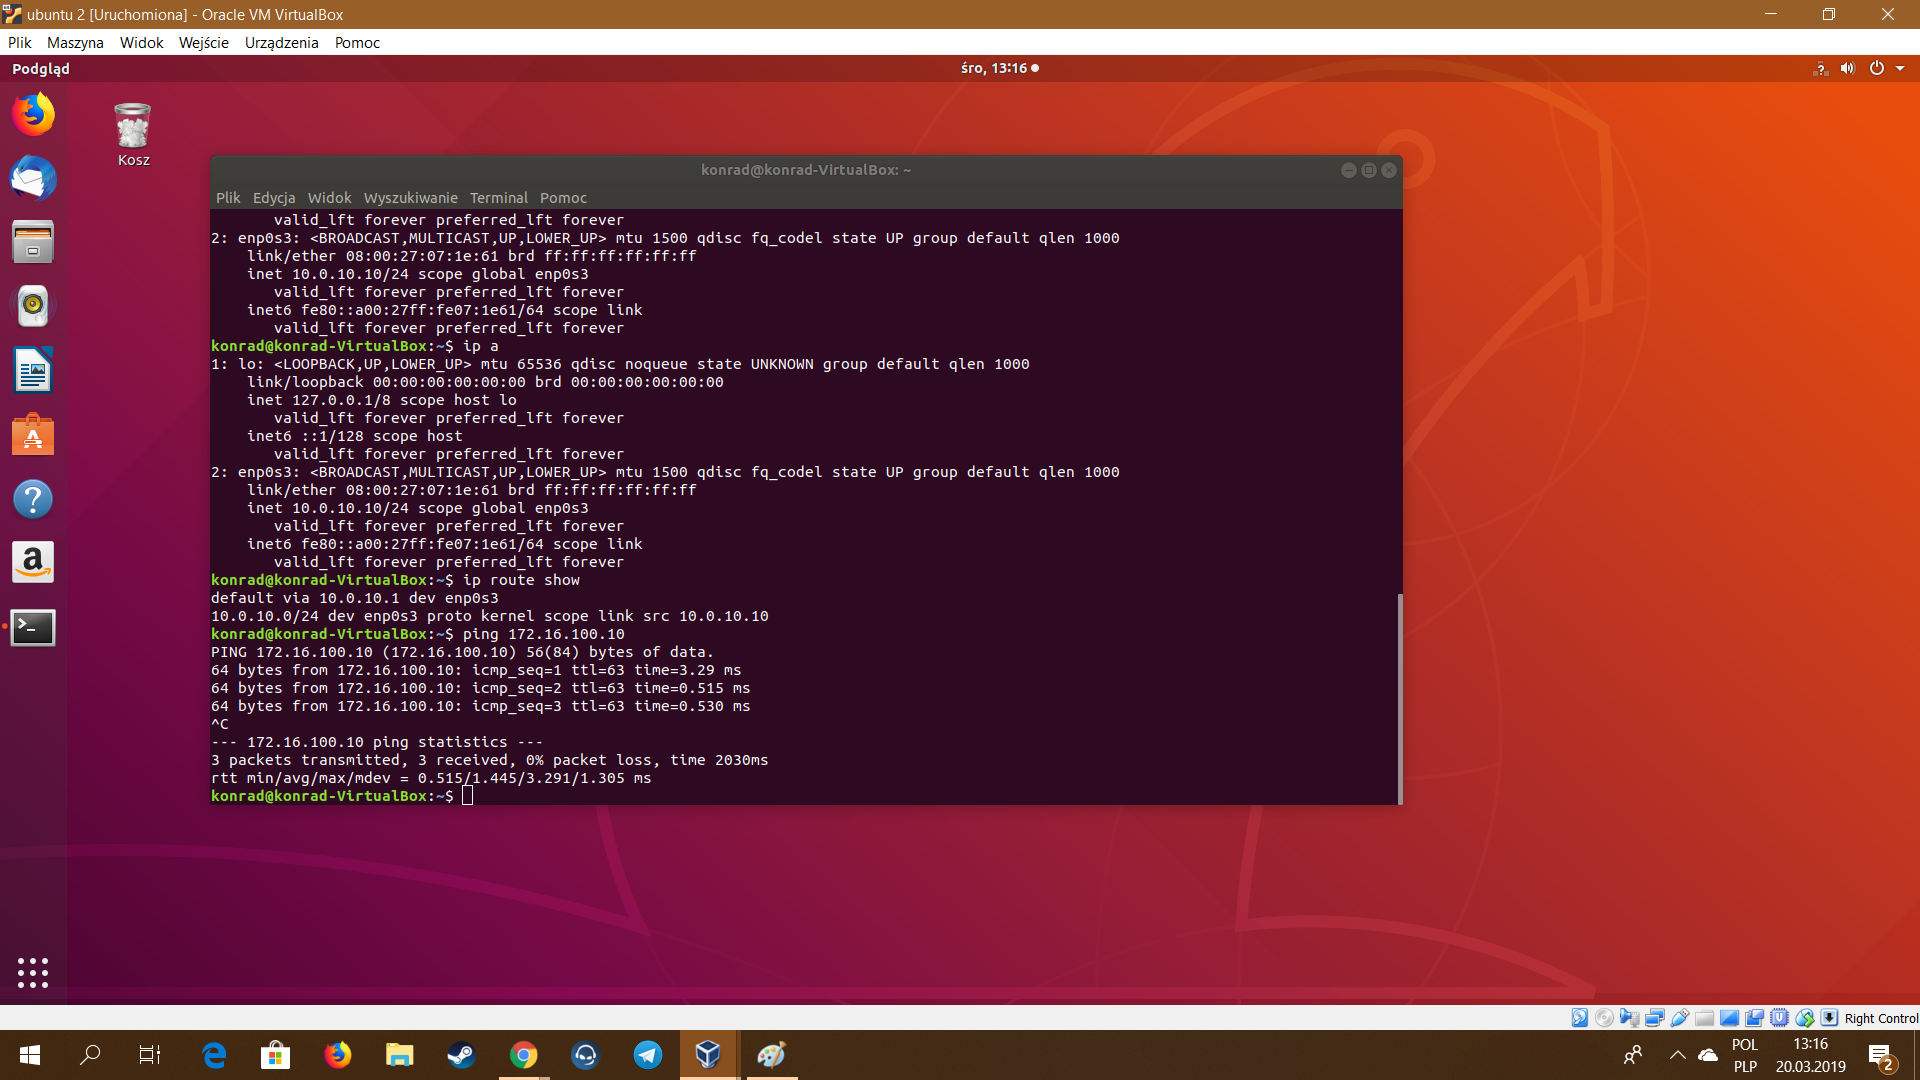 ubuntu 2 [Uruchomiona] - Oracle VM VirtualBox
Plik Maszyna Widok Wejście Urządzenia Pomoc
Podgląd
śro, 13:16
Kosz
konrad@konrad-VirtualBox: ~
Plik Edycja Widok Wyszukiwanie Terminal Pomoc
valid_lft forever preferred_lft forever
2: enp0s3: <BROADCAST,MULTICAST,UP,LOWER_UP> mtu 1500 qdisc fq_codel state UP group default qlen 1000
link/ether 08:00:27:07:1e:61 brd ff:ff:ff:ff:ff:ff
inet 10.0.10.10/24 scope global enp0s3
valid_lft forever preferred_lft forever
inet6 fe80::a00:27ff:fe07:1e61/64 scope link
valid_lft forever preferred_lft forever
konrad@konrad-VirtualBox:~$ ip a
1: lo: <LOOPBACK,UP,LOWER_UP> mtu 65536 qdisc noqueue state UNKNOWN group default qlen 1000
link/loopback 00:00:00:00:00:00 brd 00:00:00:00:00:00
inet 127.0.0.1/8 scope host lo
valid_lft forever preferred_lft forever
inet6 ::1/128 scope host
valid_lft forever preferred_lft forever
2: enp0s3: <BROADCAST,MULTICAST,UP,LOWER_UP> mtu 1500 qdisc fq_codel state UP group default qlen 1000
link/ether 08:00:27:07:1e:61 brd ff:ff:ff:ff:ff:ff
inet 10.0.10.10/24 scope global enp0s3
valid_lft forever preferred_lft forever
inet6 fe80::a00:27ff:fe07:1e61/64 scope link
valid_lft forever preferred_lft forever
konrad@konrad-VirtualBox:~$ ip route show
default via 10.0.10.1 dev enp0s3
10.0.10.0/24 dev enp0s3 proto kernel scope link src 10.0.10.10
konrad@konrad-VirtualBox:~$ ping 172.16.100.10
PING 172.16.100.10 (172.16.100.10) 56(84) bytes of data.
64 bytes from 172.16.100.10: icmp_seq=1 ttl=63 time=3.29 ms
64 bytes from 172.16.100.10: icmp_seq=2 ttl=63 time=0.515 ms
64 bytes from 172.16.100.10: icmp_seq=3 ttl=63 time=0.530 ms
^C
--- 172.16.100.10 ping statistics ---
3 packets transmitted, 3 received, 0% packet loss, time 2030ms
rtt min/avg/max/mdev = 0.515/1.445/3.291/1.305 ms
konrad@konrad-VirtualBox:~$
Right Control
POL
PLP
13:16
20.03.2019
2